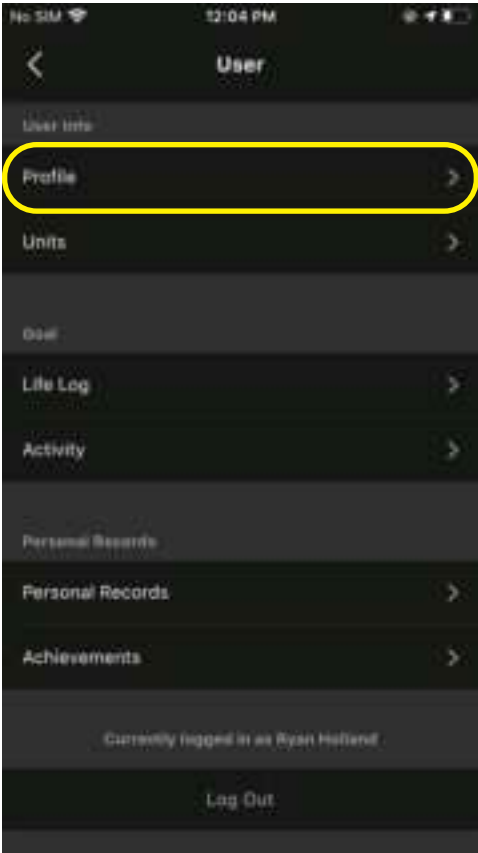 No SIM 12:04 PM
User
User Info
Profile
Units
Goal
Life Log
Activity
Personal Records
Personal Records
Achievements
Currently logged in as Ryan Holland
Log Out